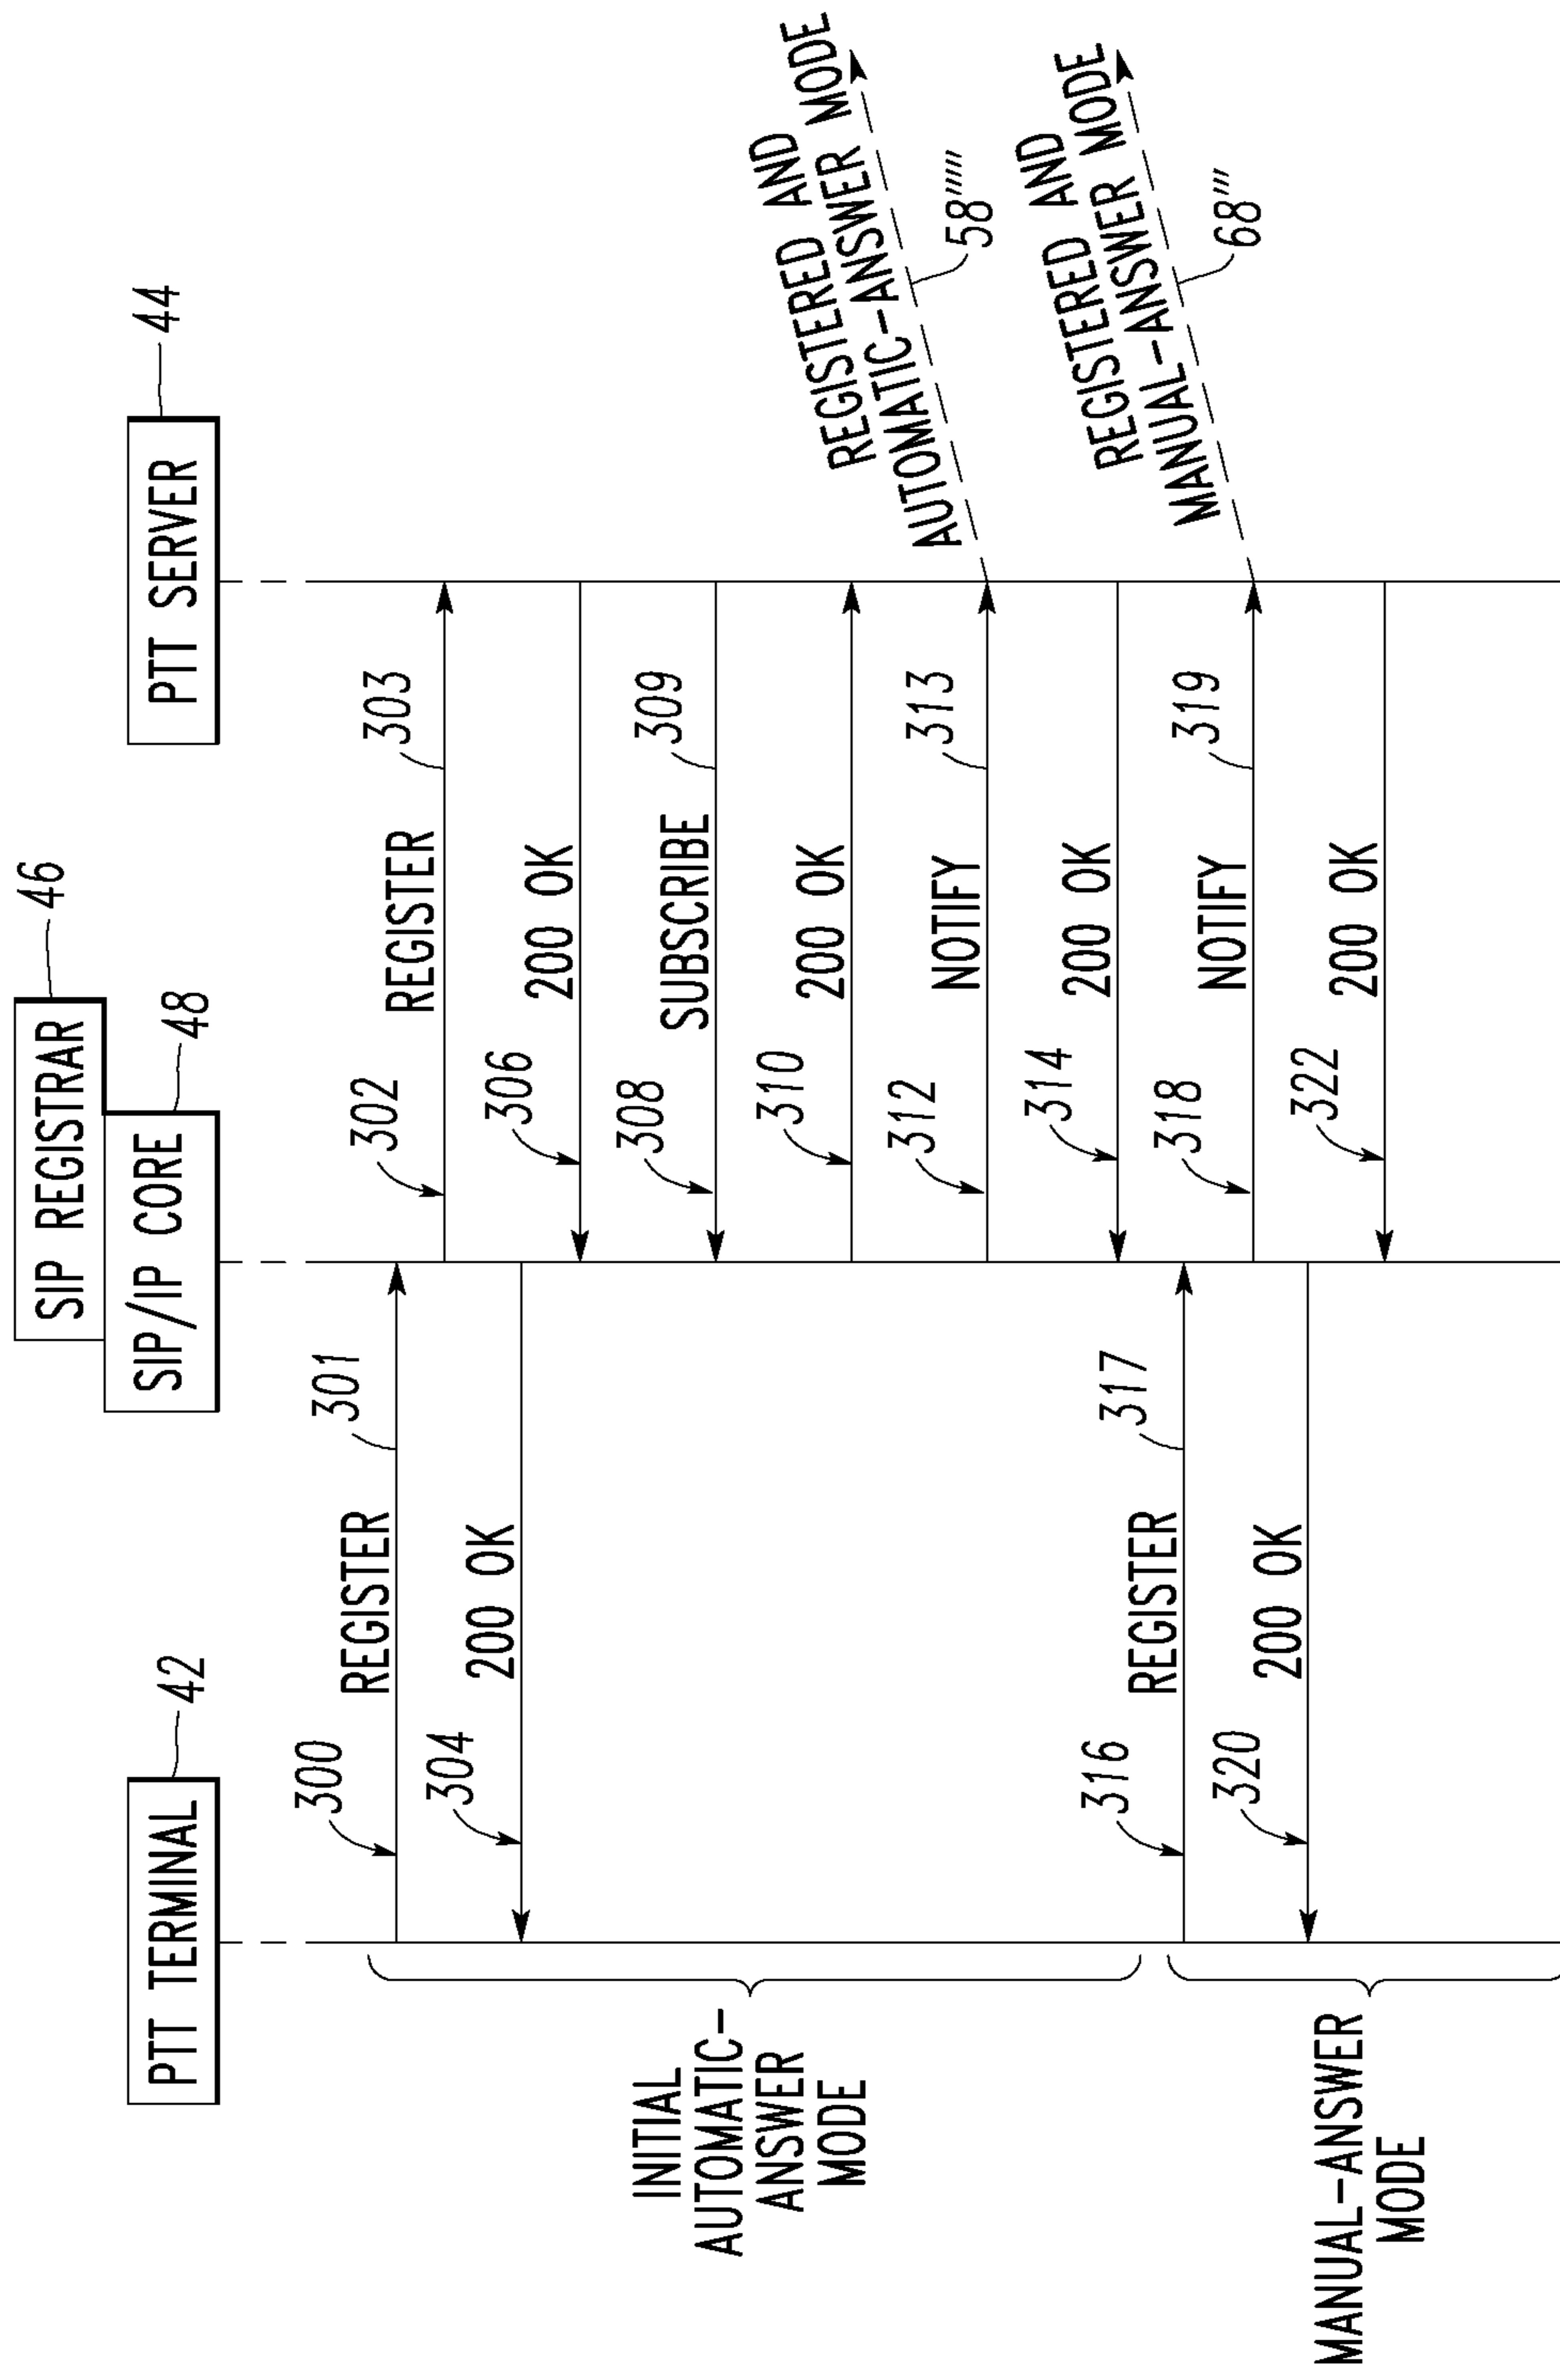 SIP REGISTRAR
46
PTT TERMINAL
42
SIP/IP CORE
48
PTT SERVER
44
INITIAL
AUTOMATIC-
ANSWER
MODE
300
REGISTER
301
302
REGISTER
303
304
200 OK
306
200 OK
308
SUBSCRIBE
309
310
200 OK
312
NOTIFY
313
REGISTERED AND
AUTOMATIC-ANSWER MODE
58'''''
314
200 OK
MANUAL-ANSWER
MODE
316
REGISTER
317
318
NOTIFY
319
REGISTERED AND
MANUAL-ANSWER MODE
68'''
320
200 OK
322
200 OK